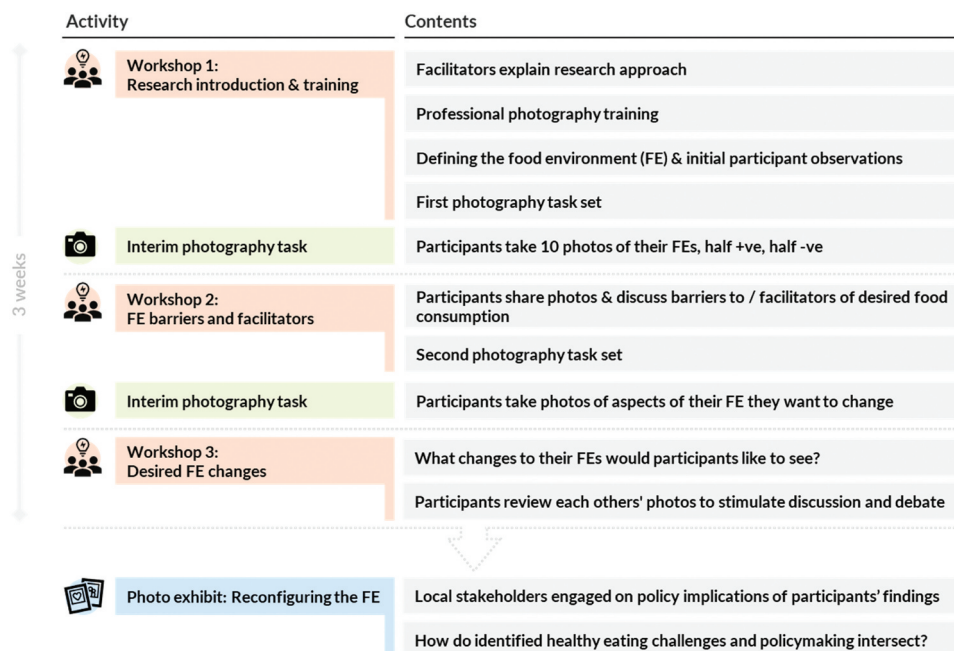 Activity
Contents
3 weeks
Workshop 1:
Research introduction & training
Facilitators explain research approach
Professional photography training
Defining the food environment (FE) & initial participant observations
First photography task set
Interim photography task
Participants take 10 photos of their FEs, half +ve, half -ve
Workshop 2:
FE barriers and facilitators
Participants share photos & discuss barriers to / facilitators of desired food
consumption
Second photography task set
Interim photography task
Participants take photos of aspects of their FE they want to change
Workshop 3:
Desired FE changes
What changes to their FEs would participants like to see?
Participants review each others' photos to stimulate discussion and debate
Photo exhibit: Reconfiguring the FE
Local stakeholders engaged on policy implications of participants' findings
How do identified healthy eating challenges and policymaking intersect?